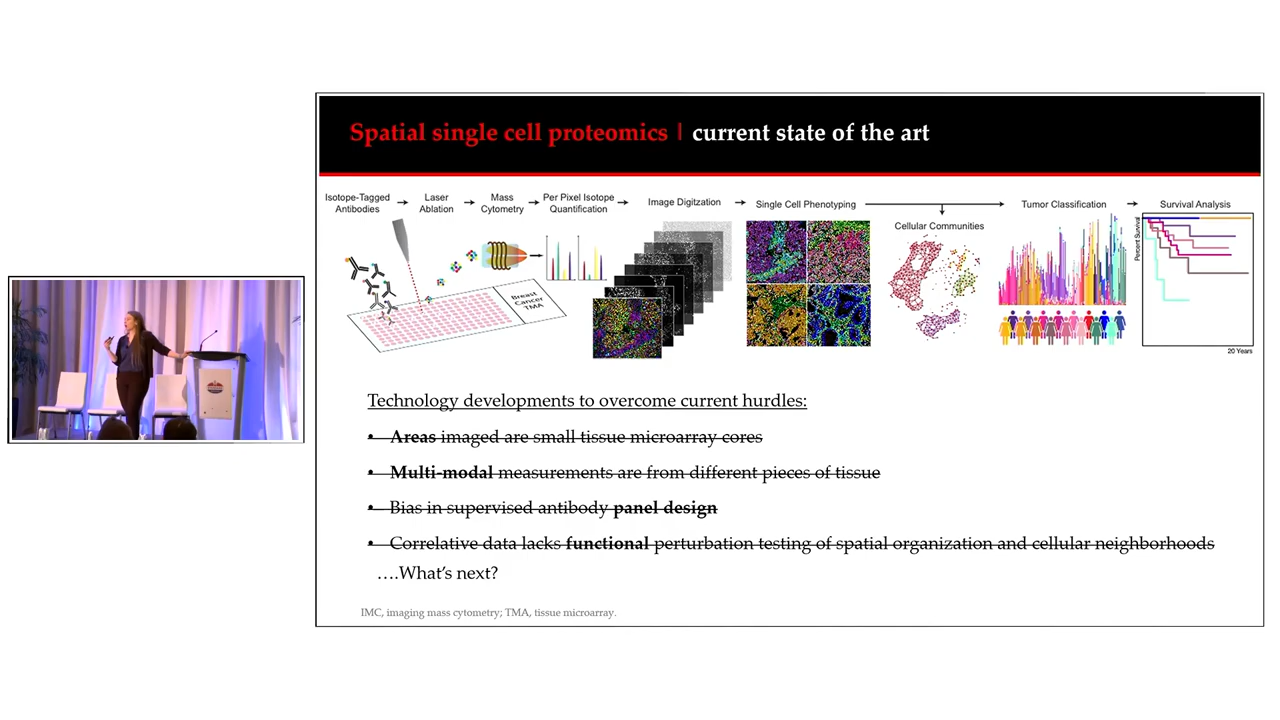 Spatial single cell proteomics | current state of the art
Isotope-Tagged
Antibodies
Laser
Ablation
Mass
Cytometry
Per Pixel Isotope
Quantification
Image Digitzation
Single Cell Phenotyping
Cellular Communities
Tumor Classification
Survival Analysis
Breast
Cancer
TMA
Percent Survival
20 Years
Technology developments to overcome current hurdles:
• Areas imaged are small tissue microarray cores
• Multi-modal measurements are from different pieces of tissue
• Bias in supervised antibody panel design
• Correlative data lacks functional perturbation testing of spatial organization and cellular neighborhoods
….What’s next?
IMC, imaging mass cytometry; TMA, tissue microarray.